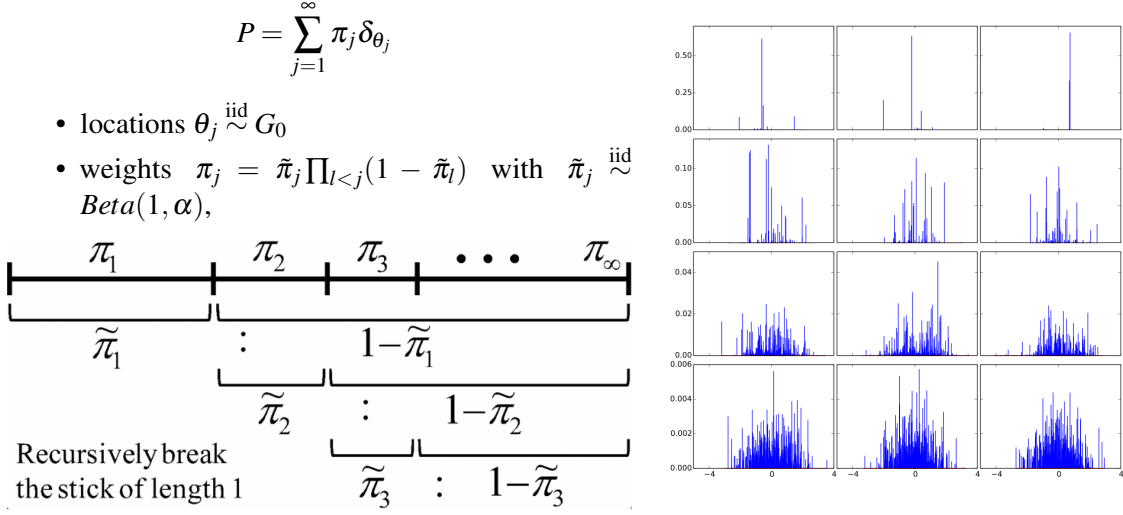 P = ∑_{j=1}^{∞} π_j δ_{θ_j}
• locations θ_j iid∼ G_0
• weights π_j = π̃_j ∏_{l<j}(1 − π̃_l) with π̃_j iid∼
Beta(1, α),
π_1 π_2 π_3 • • • π_∞
π̃_1 : 1−π̃_1
π̃_2 : 1−π̃_2
Recursively break
the stick of length 1
π̃_3 : 1−π̃_3
0.50
0.25
0.00
0.10
0.05
0.00
0.04
0.02
0.00
0.006
0.004
0.002
0.000
−4 0 4 −4 0 4 −4 0 4